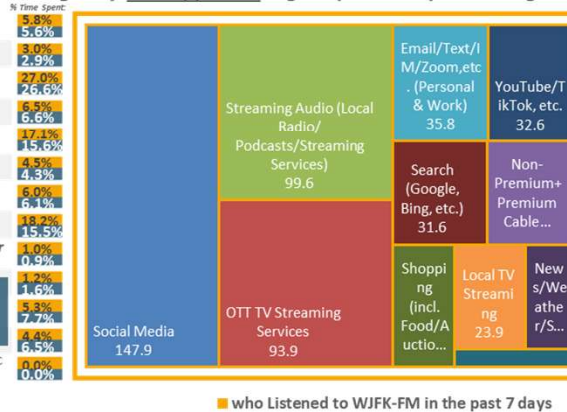 % Time Spent:
5.8%
5.6%
3.0%
2.9%
27.0%
26.6%
6.5%
6.6%
17.1%
15.6%
4.5%
4.3%
6.0%
6.1%
18.2%
15.5%
1.0%
0.9%
1.2%
1.6%
5.3%
7.7%
4.4%
6.5%
0.0%
0.0%
Social Media
147.9
Streaming Audio (Local
Radio/
Podcasts/Streaming
Services)
99.6
OTT TV Streaming
Services
93.9
Email/Text/I
M/Zoom,etc
. (Personal
& Work)
35.8
YouTube/T
ikTok, etc.
32.6
Search
(Google,
Bing, etc.)
31.6
Non-
Premium+
Premium
Cable...
Shoppi
ng
(incl.
Food/A
uctio...
Local TV
Streami
ng
23.9
New
s/We
athe
r/S...
who Listened to WJFK-FM in the past 7 days